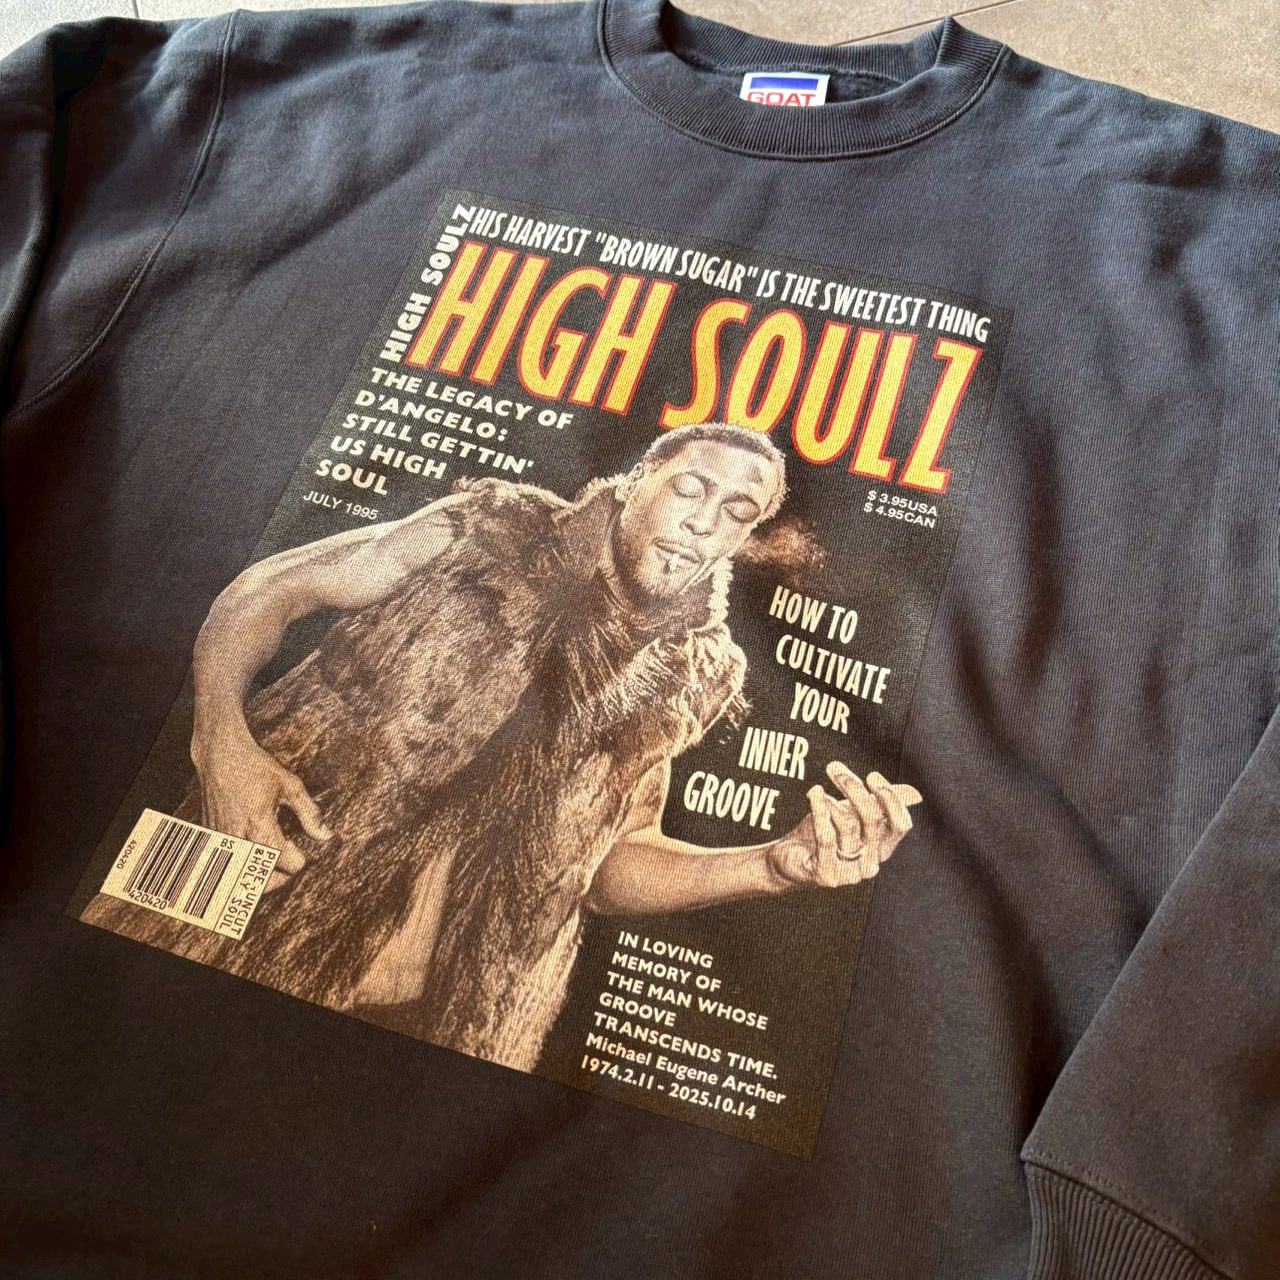 GOAT
HIS HARVEST "BROWN SUGAR" IS THE SWEETEST THING
HIGH SOULZ
HIGH SOULZ
THE LEGACY OF
D'ANGELO:
STILL GETTIN'
US HIGH
SOUL
JULY 1995
$ 3.95USA
$ 4.95CAN
HOW TO
CULTIVATE
YOUR
INNER
GROOVE
420420
420420
BS
PURE-UNCUT
&HOLY SOUL
IN LOVING
MEMORY OF
THE MAN WHOSE
GROOVE
TRANSCENDS TIME.
Michael Eugene Archer
1974.2.11 - 2025.10.14